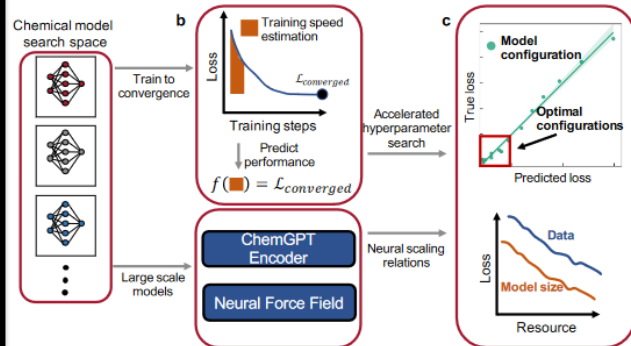 Chemical model
search space
Train to
convergence
Large scale
models
b
Training speed
estimation
Loss
ℒconverged
Training steps
Predict
performance
f(■) = ℒconverged
ChemGPT
Encoder
Neural Force Field
Accelerated
hyperparameter
search
Neural scaling
relations
c
Model
configuration
Optimal
configurations
True loss
Predicted loss
Data
Model size
Loss
Resource